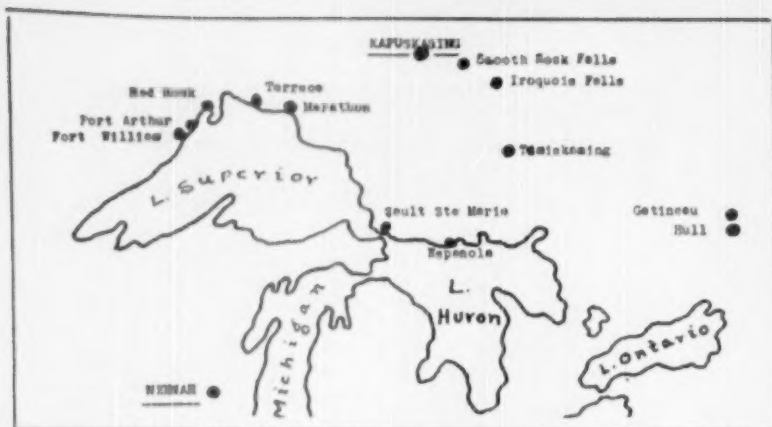 KAPUSKASING
Smooth Rock Falls
Iroquois Falls
Red Rock
Terrace
Marathon
Port Arthur
Fort William
Temiskaming
L. Superior
Sault Ste Marie
Gatineau
Hull
Espanola
L.
Huron
Michigan
L. Ontario
NEENAH